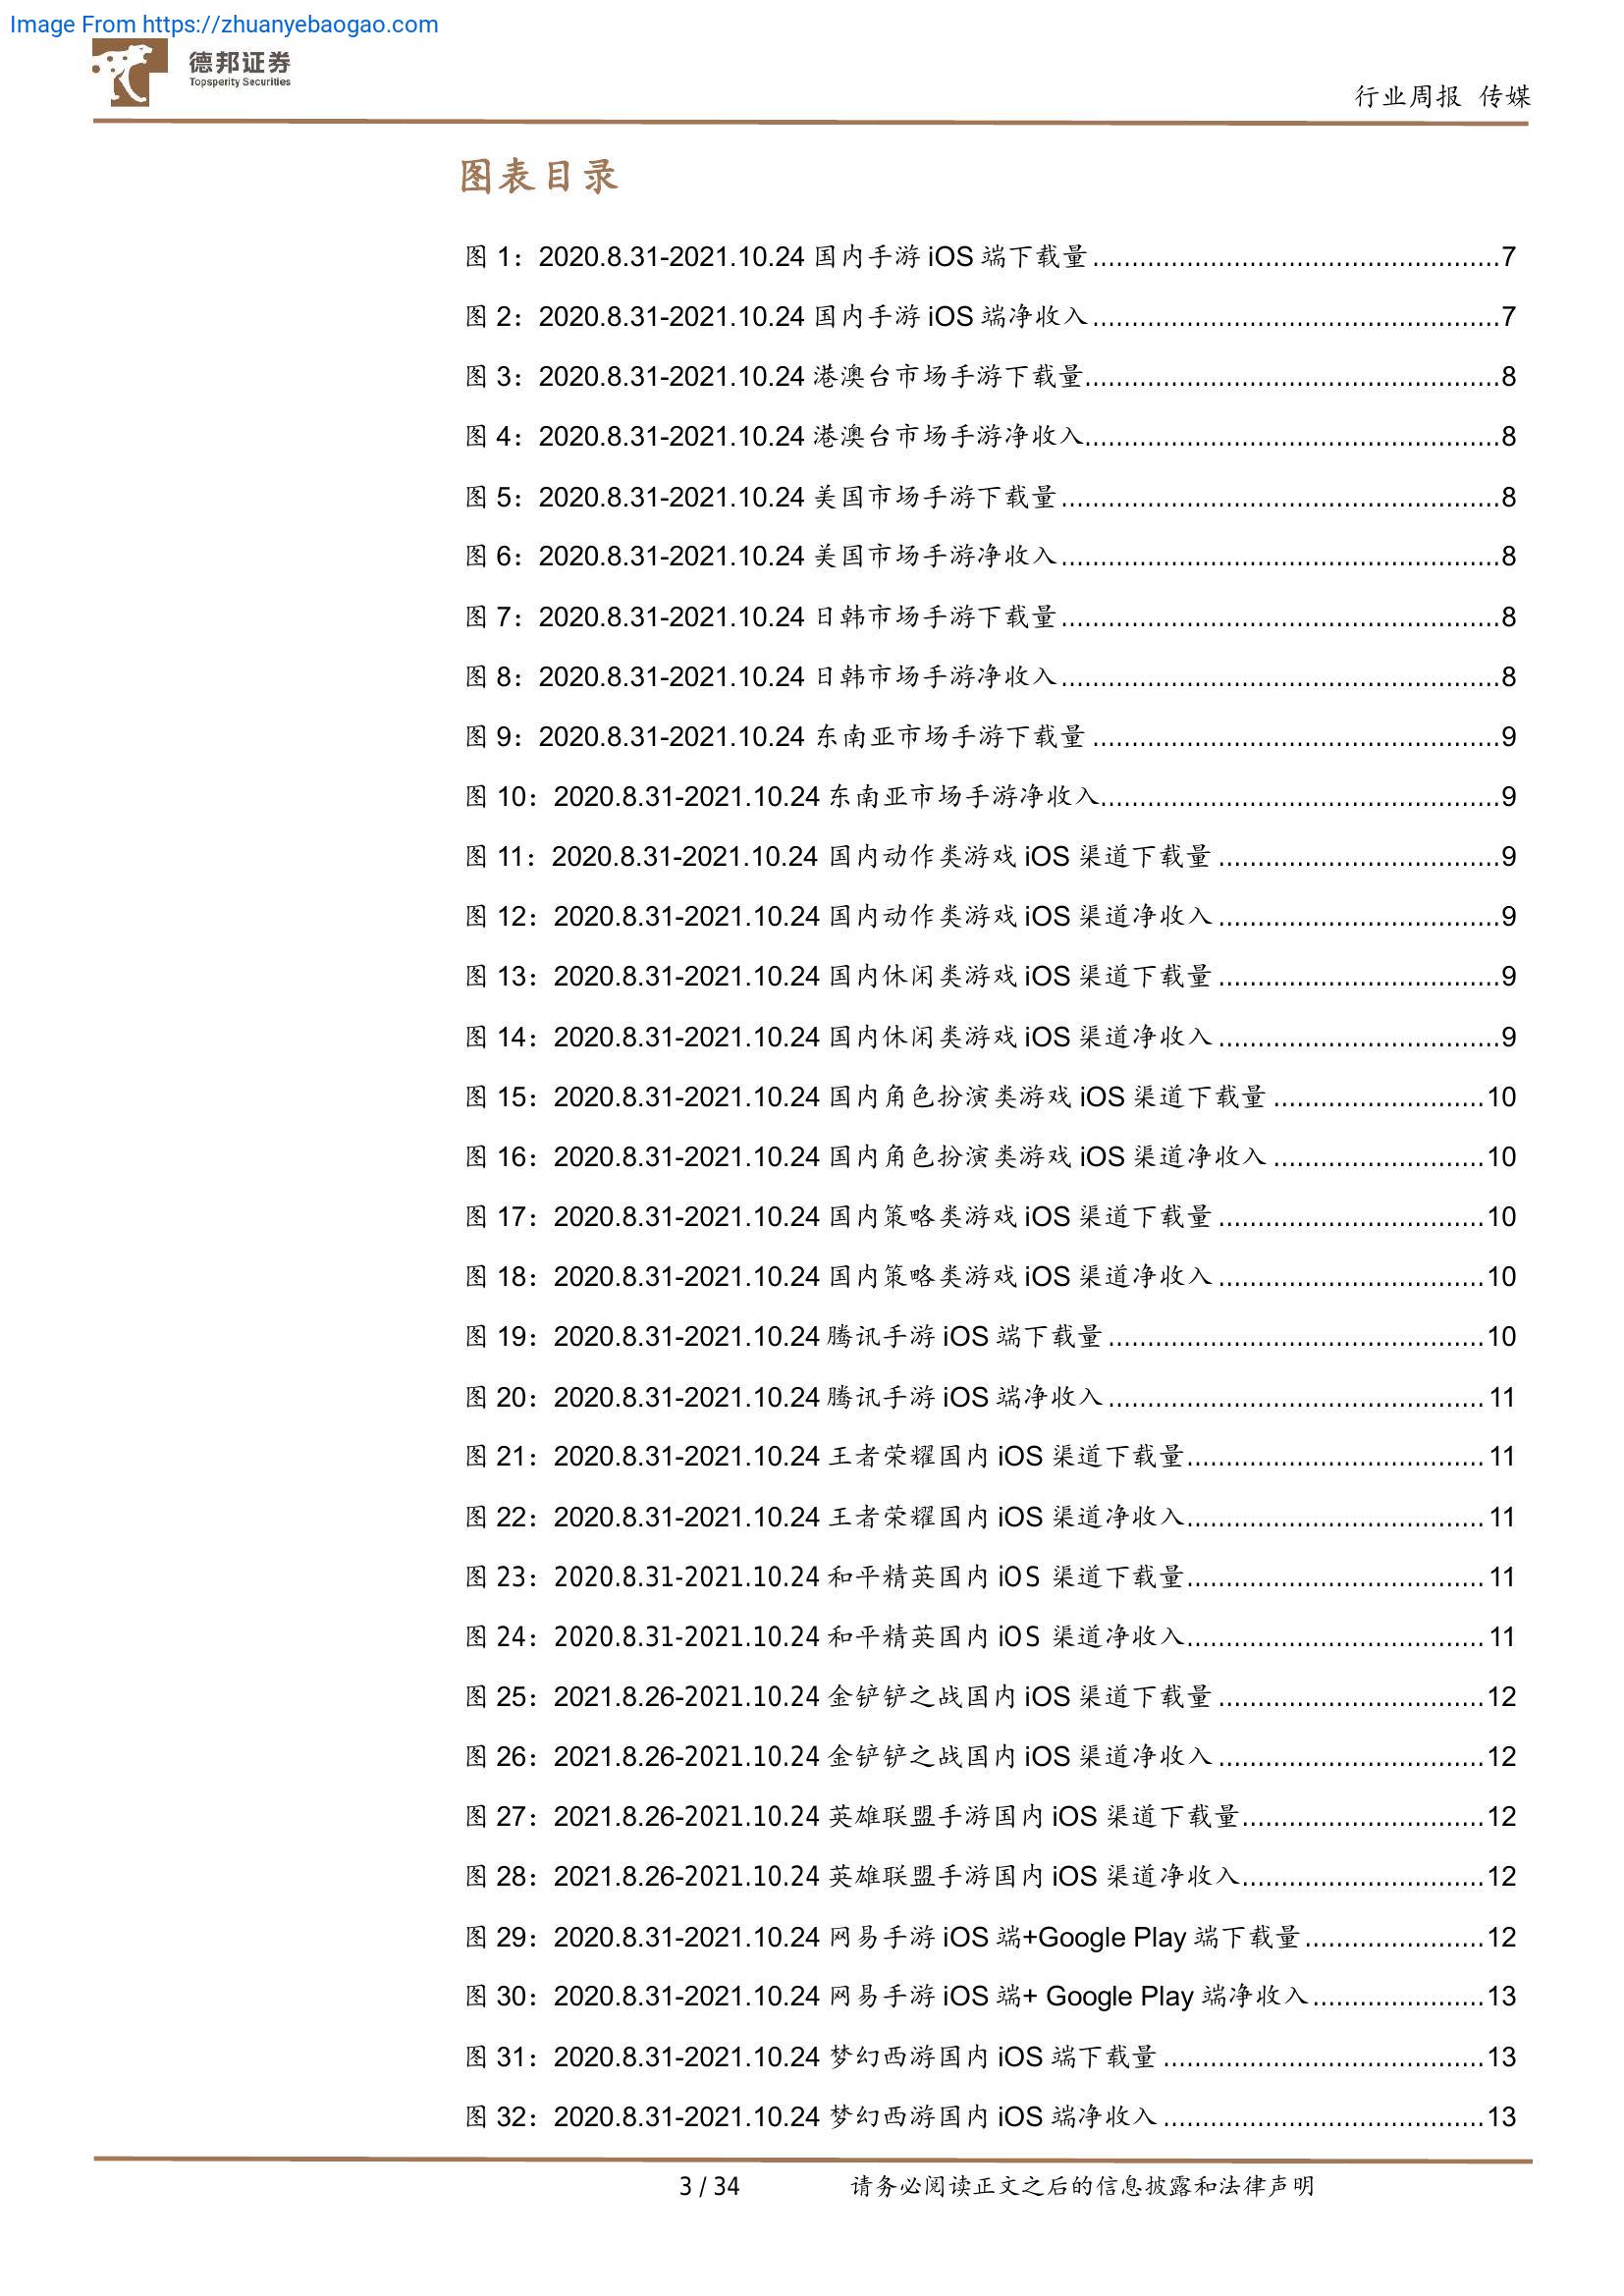 Image From https://zhuanyebaogao.com
德邦证券
Topsperity Securities
行业周报 传媒
图表目录
图 1：2020.8.31-2021.10.24 国内手游 iOS 端下载量....................................................7
图 2：2020.8.31-2021.10.24 国内手游 iOS 端净收入....................................................7
图 3：2020.8.31-2021.10.24 港澳台市场手游下载量.....................................................8
图 4：2020.8.31-2021.10.24 港澳台市场手游净收入.....................................................8
图 5：2020.8.31-2021.10.24 美国市场手游下载量........................................................8
图 6：2020.8.31-2021.10.24 美国市场手游净收入........................................................8
图 7：2020.8.31-2021.10.24 日韩市场手游下载量........................................................8
图 8：2020.8.31-2021.10.24 日韩市场手游净收入........................................................8
图 9：2020.8.31-2021.10.24 东南亚市场手游下载量....................................................9
图 10：2020.8.31-2021.10.24 东南亚市场手游净收入...................................................9
图 11：2020.8.31-2021.10.24 国内动作类游戏 iOS 渠道下载量....................................9
图 12：2020.8.31-2021.10.24 国内动作类游戏 iOS 渠道净收入....................................9
图 13：2020.8.31-2021.10.24 国内休闲类游戏 iOS 渠道下载量....................................9
图 14：2020.8.31-2021.10.24 国内休闲类游戏 iOS 渠道净收入....................................9
图 15：2020.8.31-2021.10.24 国内角色扮演类游戏 iOS 渠道下载量...........................10
图 16：2020.8.31-2021.10.24 国内角色扮演类游戏 iOS 渠道净收入...........................10
图 17：2020.8.31-2021.10.24 国内策略类游戏 iOS 渠道下载量..................................10
图 18：2020.8.31-2021.10.24 国内策略类游戏 iOS 渠道净收入..................................10
图 19：2020.8.31-2021.10.24 腾讯手游 iOS 端下载量................................................10
图 20：2020.8.31-2021.10.24 腾讯手游 iOS 端净收入................................................11
图 21：2020.8.31-2021.10.24 王者荣耀国内 iOS 渠道下载量......................................11
图 22：2020.8.31-2021.10.24 王者荣耀国内 iOS 渠道净收入......................................11
图 23：2020.8.31-2021.10.24 和平精英国内 iOS 渠道下载量......................................11
图 24：2020.8.31-2021.10.24 和平精英国内 iOS 渠道净收入......................................11
图 25：2021.8.26-2021.10.24 金铲铲之战国内 iOS 渠道下载量..................................12
图 26：2021.8.26-2021.10.24 金铲铲之战国内 iOS 渠道净收入..................................12
图 27：2021.8.26-2021.10.24 英雄联盟手游国内 iOS 渠道下载量...............................12
图 28：2021.8.26-2021.10.24 英雄联盟手游国内 iOS 渠道净收入...............................12
图 29：2020.8.31-2021.10.24 网易手游 iOS 端+Google Play 端下载量.......................12
图 30：2020.8.31-2021.10.24 网易手游 iOS 端+ Google Play 端净收入......................13
图 31：2020.8.31-2021.10.24 梦幻西游国内 iOS 端下载量.........................................13
图 32：2020.8.31-2021.10.24 梦幻西游国内 iOS 端净收入.........................................13
3 / 34 请务必阅读正文之后的信息披露和法律声明